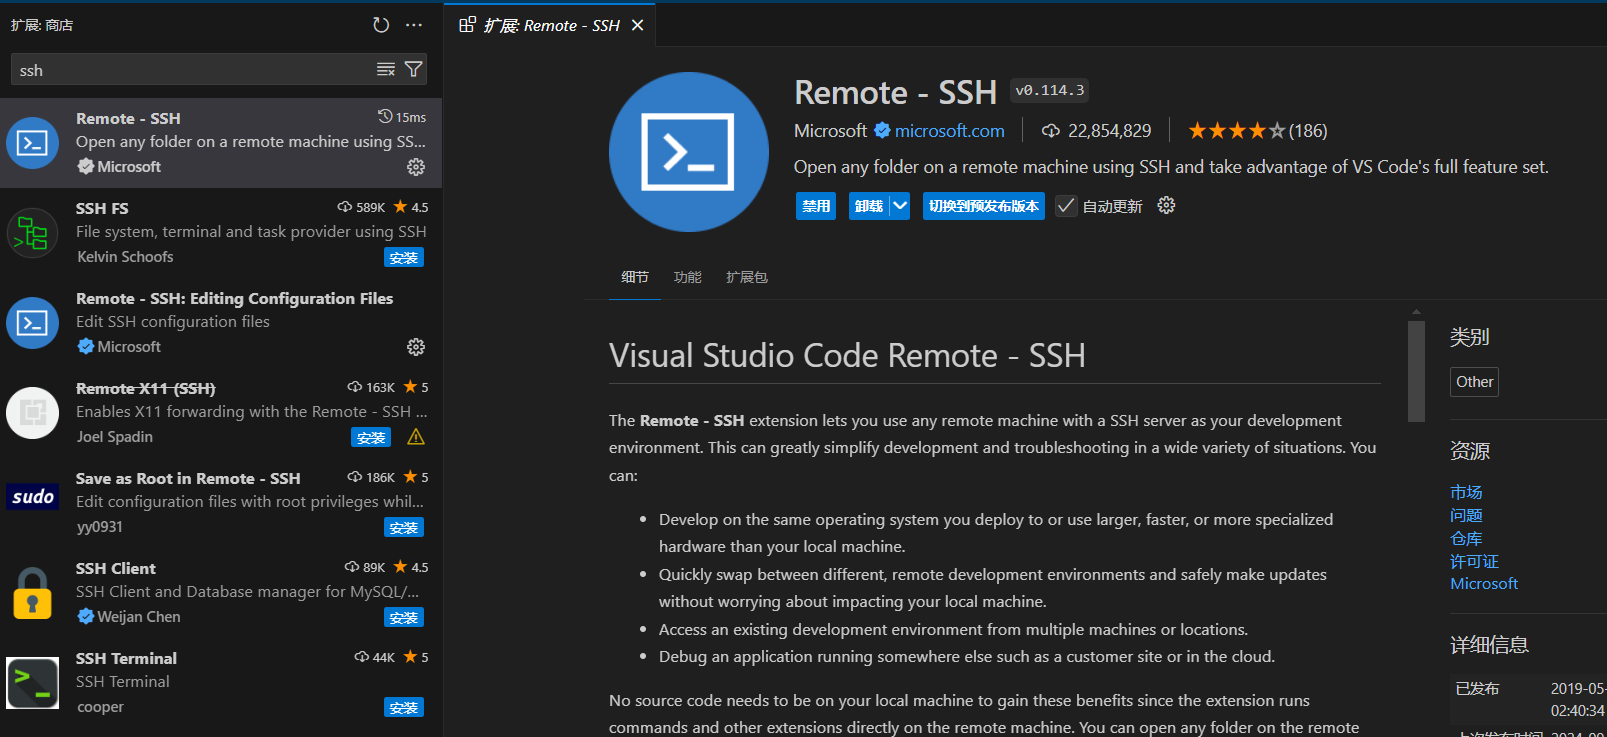 扩展: 商店
ssh
Remote - SSH
15ms
Open any folder on a remote machine using SS...
Microsoft
SSH FS
589K
4.5
File system, terminal and task provider using SSH
Kelvin Schoofs
安装
Remote - SSH: Editing Configuration Files
Edit SSH configuration files
Microsoft
Remote X11 (SSH)
163K
5
Enables X11 forwarding with the Remote - SSH ...
Joel Spadin
安装
sudo
Save as Root in Remote - SSH
186K
5
Edit configuration files with root privileges whil...
yy0931
安装
SSH Client
89K
4.5
SSH Client and Database manager for MySQL/...
Weijan Chen
安装
SSH Terminal
44K
5
SSH Terminal
cooper
安装
扩展: Remote - SSH
Remote - SSH
v0.114.3
Microsoft
microsoft.com
22,854,829
(186)
Open any folder on a remote machine using SSH and take advantage of VS Code's full feature set.
禁用
卸载
切换到预发布版本
自动更新
细节
功能
扩展包
Visual Studio Code Remote - SSH
The Remote - SSH extension lets you use any remote machine with a SSH server as your development
environment. This can greatly simplify development and troubleshooting in a wide variety of situations. You
can:
• Develop on the same operating system you deploy to or use larger, faster, or more specialized
hardware than your local machine.
• Quickly swap between different, remote development environments and safely make updates
without worrying about impacting your local machine.
• Access an existing development environment from multiple machines or locations.
• Debug an application running somewhere else such as a customer site or in the cloud.
No source code needs to be on your local machine to gain these benefits since the extension runs
commands and other extensions directly on the remote machine. You can open any folder on the remote
类别
Other
资源
市场
问题
仓库
许可证
Microsoft
详细信息
已发布
2019-05-
02:40:34